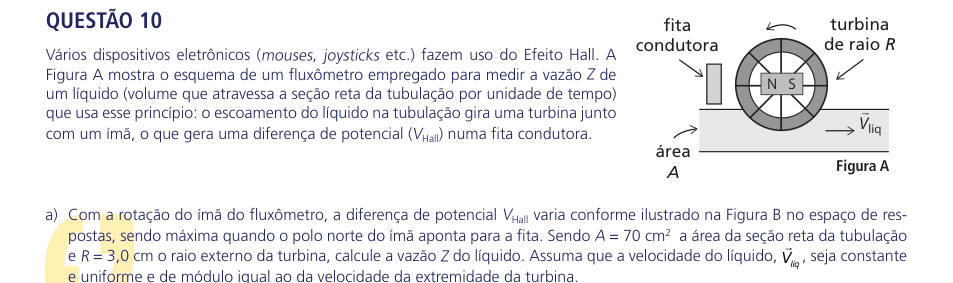 QUESTÃO 10
Vários dispositivos eletrônicos (mouses, joysticks etc.) fazem uso do Efeito Hall. A
Figura A mostra o esquema de um fluxômetro empregado para medir a vazão Z de
um líquido (volume que atravessa a seção reta da tubulação por unidade de tempo)
que usa esse princípio: o escoamento do líquido na tubulação gira uma turbina junto
com um ímã, o que gera uma diferença de potencial (V_Hall) numa fita condutora.
fita
condutora
turbina
de raio R
N S
V_liq
área
A
Figura A
a) Com a rotação do ímã do fluxômetro, a diferença de potencial V_Hall varia conforme ilustrado na Figura B no espaço de res-
postas, sendo máxima quando o polo norte do ímã aponta para a fita. Sendo A = 70 cm² a área da seção reta da tubulação
e R = 3,0 cm o raio externo da turbina, calcule a vazão Z do líquido. Assuma que a velocidade do líquido, V_liq, seja constante
e uniforme e de módulo igual ao da velocidade da extremidade da turbina.